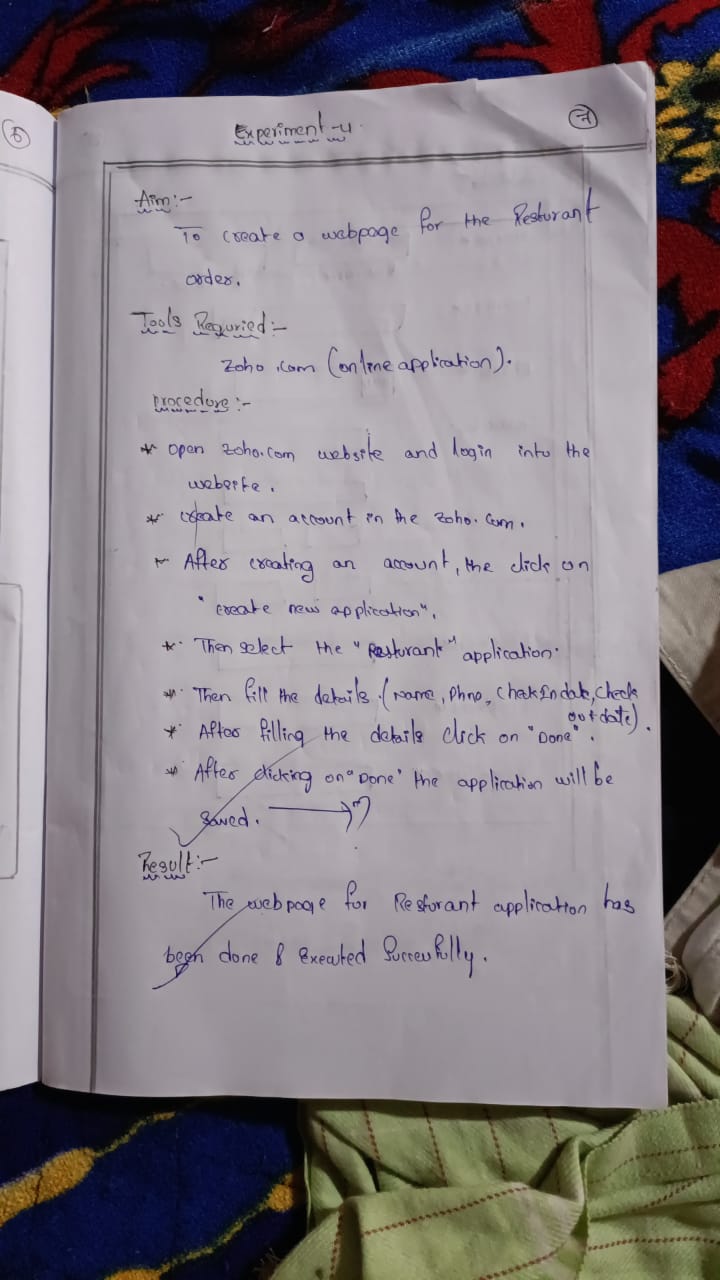 Experiment-4
Aim:-
To create a webpage for the Resturant
order.
Tools Requried:-
Zoho .com (online application).
procedure:-
* open zoho.com website and login into the
website.
* create an account in the zoho.com.
* After creating an account, the click on
"create new application".
* Then select the "Resturant" application.
* Then fill the details (Name, Phno, Chek In date, Check
out date).
* After filling the details click on "Done".
* After clicking on "Done" the application will be
saved.
Result:-
The webpage for Resturant application has
been done & Executed Successfully.